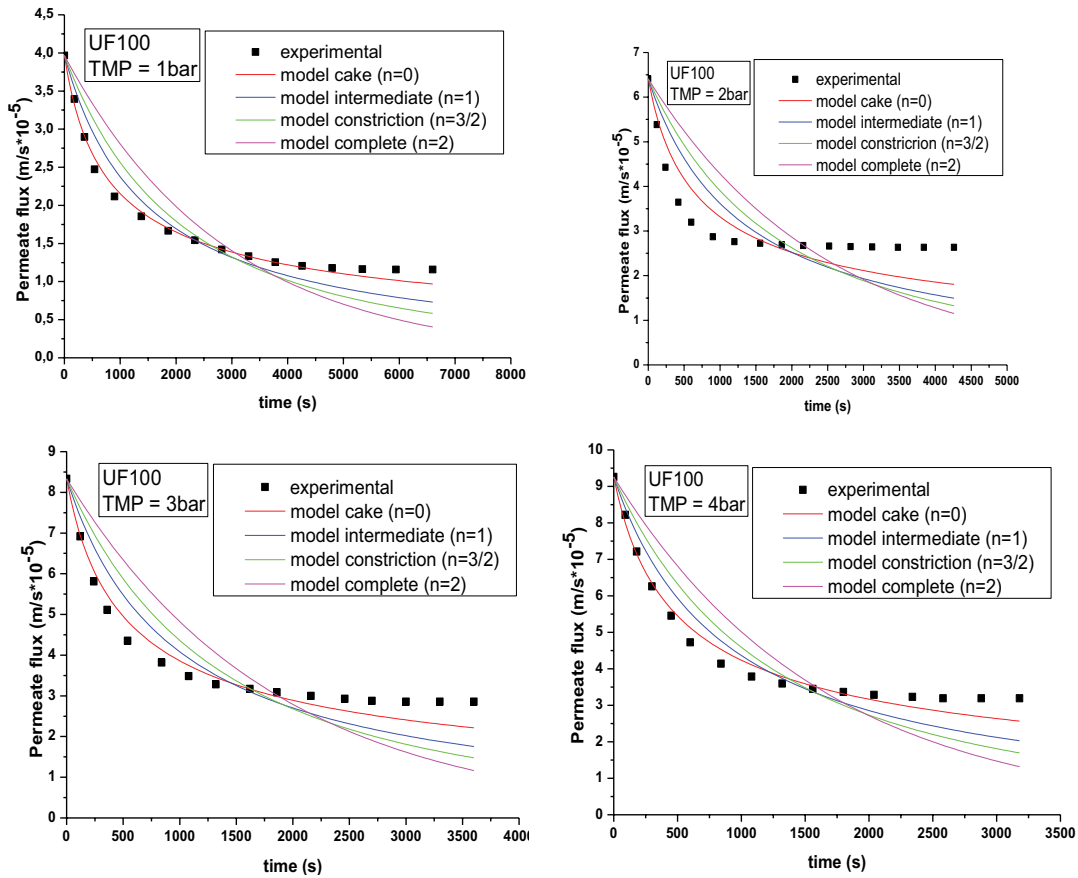 UF100
TMP = 1bar
experimental
model cake (n=0)
model intermediate (n=1)
model constriction (n=3/2)
model complete (n=2)
Permeate flux (m/s*10^-5)
4,5
4,0
3,5
3,0
2,5
2,0
1,5
1,0
0,5
0,0
0 1000 2000 3000 4000 5000 6000 7000 8000
time (s)
UF100
TMP = 2bar
experimental
model cake (n=0)
model intermediate (n=1)
model constricrion (n=3/2)
model complete (n=2)
Permeate flux (m/s*10^-5)
7
6
5
4
3
2
1
0
0 500 1000 1500 2000 2500 3000 3500 4000 4500 5000
time (s)
UF100
TMP = 3bar
experimental
model cake (n=0)
model intermediate (n=1)
model constriction (n=3/2)
model complete (n=2)
Permeate flux (m/s*10^-5)
9
8
7
6
5
4
3
2
1
0
0 500 1000 1500 2000 2500 3000 3500 4000
time (s)
UF100
TMP = 4bar
experimental
model cake (n=0)
model intermediate (n=1)
model constriction (n=3/2)
model complete (n=2)
Permeate flux (m/s*10^-5)
10
9
8
7
6
5
4
3
2
1
0
0 500 1000 1500 2000 2500 3000 3500
time (s)